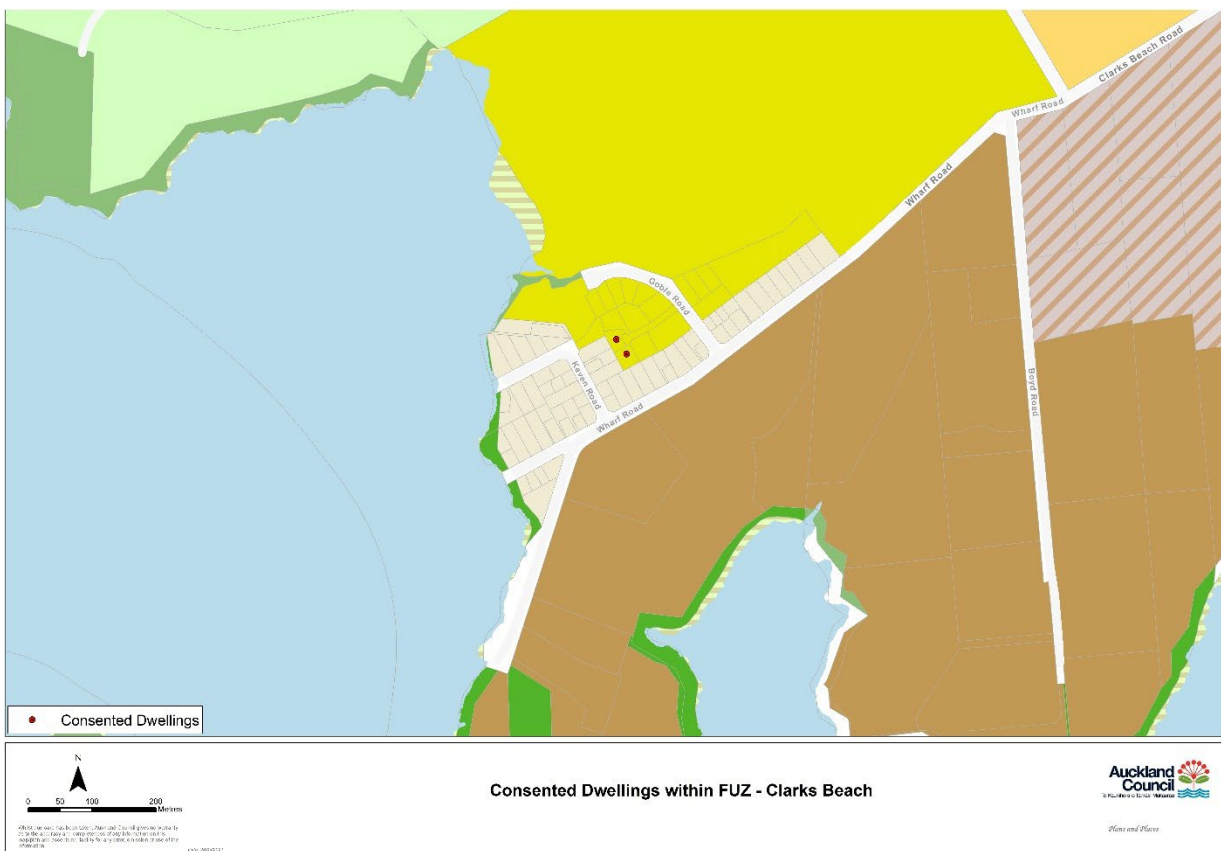 Clarks Beach Road
Wharf Road
Wharf Road
Goble Road
Keven Road
Wharf Road
Boyd Road
Consented Dwellings
N
0 50 100 200
Metres
Consented Dwellings within FUZ - Clarks Beach
Auckland
Council
Plans and Places